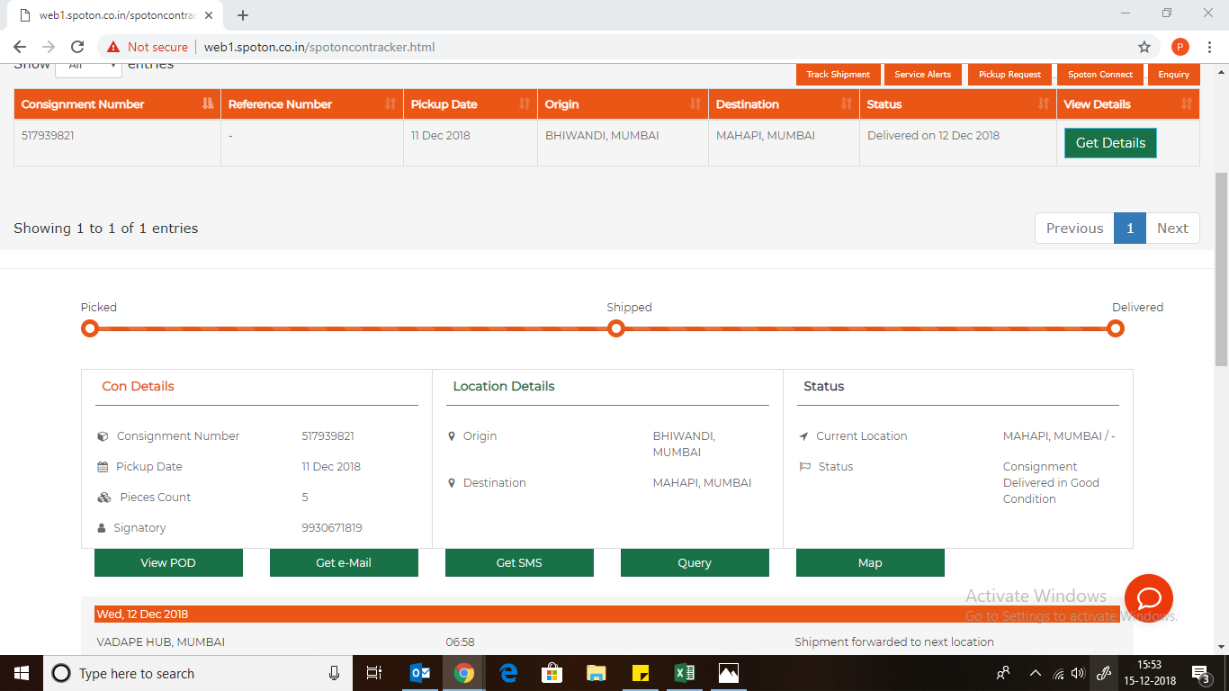 web1.spoton.co.in/spotoncontra
Not secure web1.spoton.co.in/spotoncontracker.html P
Show All entries
Track Shipment Service Alerts Pickup Request Spoton Connect Enquiry
Consignment Number Reference Number Pickup Date Origin Destination Status View Details
517939821 - 11 Dec 2018 BHIWANDI, MUMBAI MAHAPI, MUMBAI Delivered on 12 Dec 2018 Get Details
Showing 1 to 1 of 1 entries Previous 1 Next
Picked Shipped Delivered
Con Details Location Details Status
Consignment Number 517939821 Origin BHIWANDI, MUMBAI Current Location MAHAPI, MUMBAI / -
Pickup Date 11 Dec 2018 Destination MAHAPI, MUMBAI Status Consignment Delivered in Good Condition
Pieces Count 5
Signatory 9930671819
View POD Get e-Mail Get SMS Query Map
Activate Windows
Go to Settings to activate Windows.
Wed, 12 Dec 2018
VADAPE HUB, MUMBAI 06:58 Shipment forwarded to next location
Type here to search 15:53
15-12-2018 3